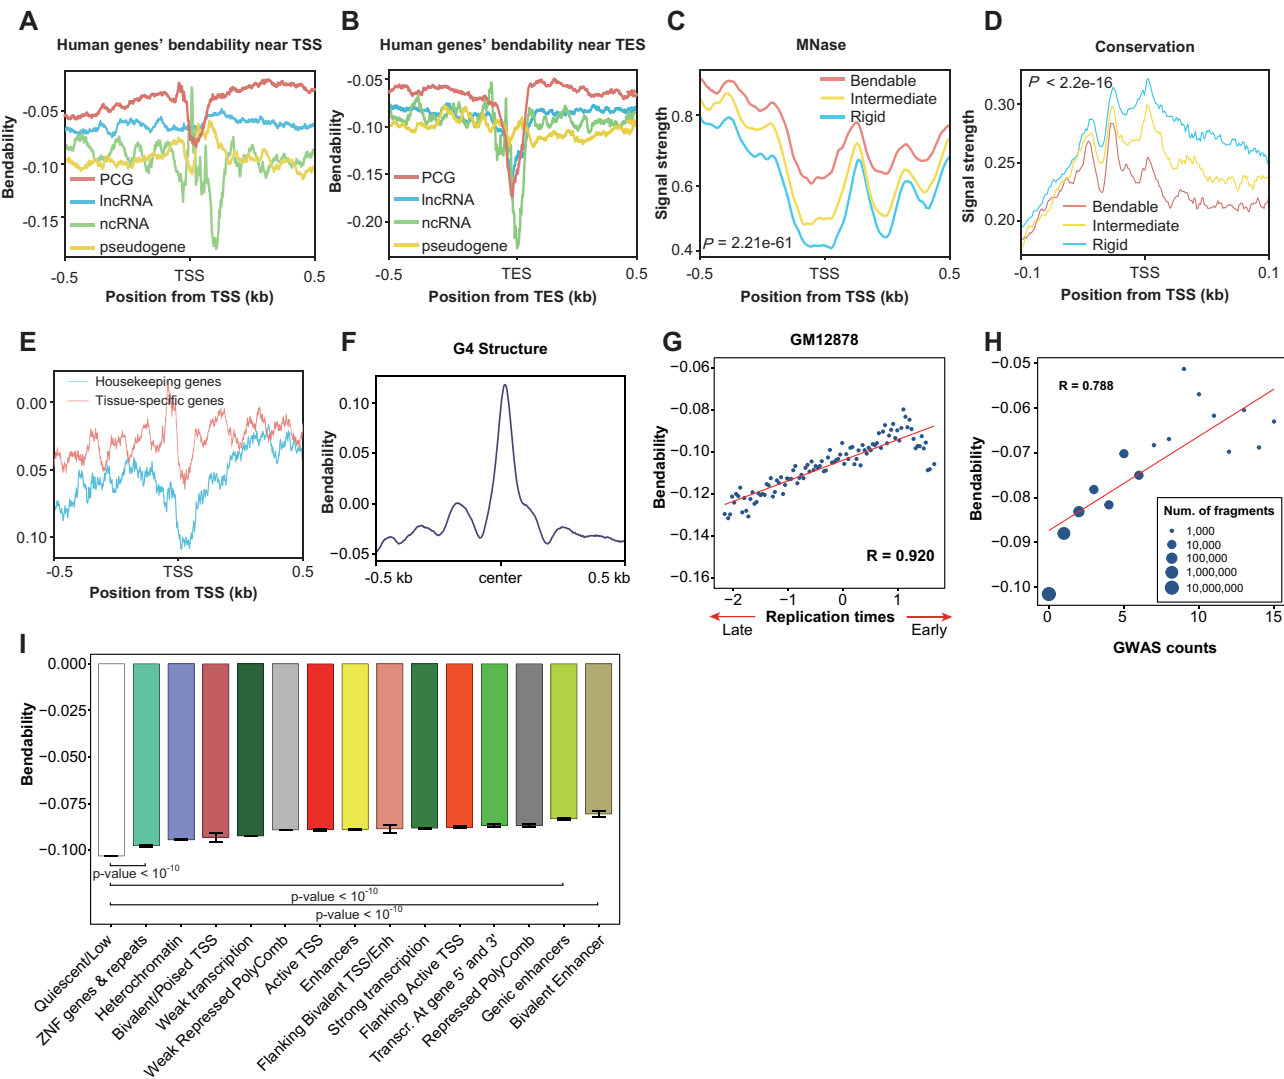 A
Human genes' bendability near TSS
Bendability
-0.05
-0.10
-0.15
PCG
lncRNA
ncRNA
pseudogene
-0.5
TSS
0.5
Position from TSS (kb)
B
Human genes' bendability near TES
Bendability
-0.05
-0.10
-0.15
-0.20
PCG
lncRNA
ncRNA
pseudogene
-0.5
TES
0.5
Position from TES (kb)
C
MNase
Signal strength
0.8
0.6
0.4
Bendable
Intermediate
Rigid
P = 2.21e-61
-0.5
TSS
0.5
Position from TSS (kb)
D
Conservation
P < 2.2e-16
Signal strength
0.30
0.25
0.20
Bendable
Intermediate
Rigid
-0.1
TSS
0.1
Position from TSS (kb)
E
Housekeeping genes
Tissue-specific genes
0.00
0.05
0.10
-0.5
TSS
0.5
Position from TSS (kb)
F
G4 Structure
Bendability
0.10
0.05
0.00
−0.05
-0.5 kb
center
0.5 kb
G
GM12878
Bendability
−0.06
−0.08
−0.10
−0.12
−0.14
−0.16
R = 0.920
−2
−1
0
1
Replication times
Late
Early
H
Bendability
−0.05
−0.06
−0.07
−0.08
−0.09
−0.10
R = 0.788
Num. of fragments
1,000
10,000
100,000
1,000,000
10,000,000
0
5
10
15
GWAS counts
I
Bendability
0.000
−0.025
−0.050
−0.075
−0.100
p-value < 10-10
p-value < 10-10
p-value < 10-10
Quiescent/Low
ZNF genes & repeats
Heterochromatin
Bivalent/Poised TSS
Weak transcription
Weak Repressed PolyComb
Active TSS
Enhancers
Flanking Bivalent TSS/Enh
Strong transcription
Flanking Active TSS
Transcr. At gene 5' and 3'
Repressed PolyComb
Genic enhancers
Bivalent Enhancer